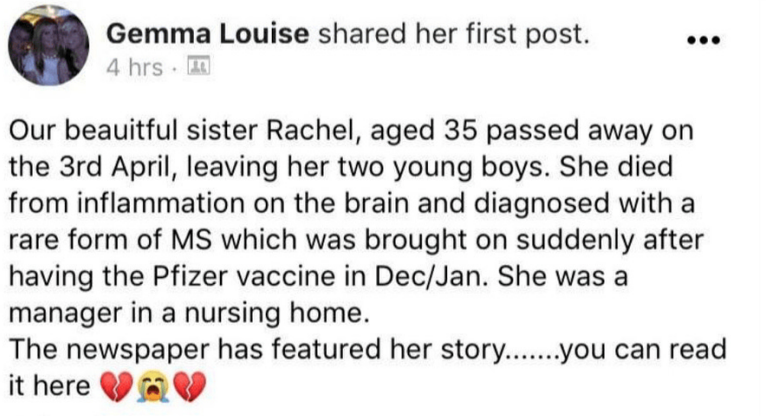 Gemma Louise shared her first post.
4 hrs ·
Our beauitful sister Rachel, aged 35 passed away on
the 3rd April, leaving her two young boys. She died
from inflammation on the brain and diagnosed with a
rare form of MS which was brought on suddenly after
having the Pfizer vaccine in Dec/Jan. She was a
manager in a nursing home.
The newspaper has featured her story.......you can read
it here 💔😭💔